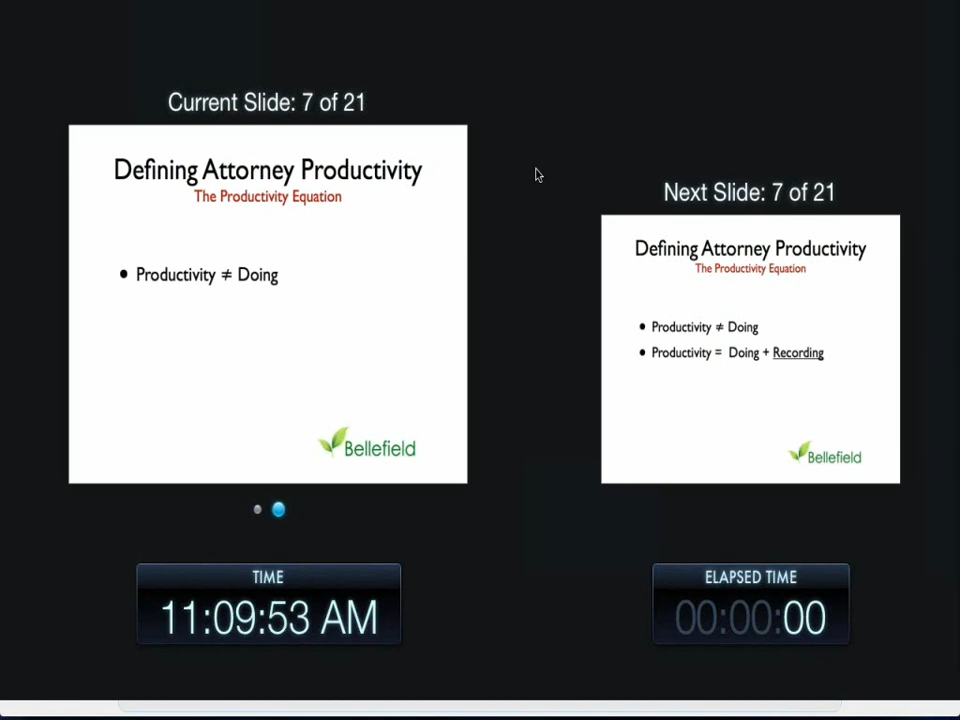 Current Slide: 7 of 21
Defining Attorney Productivity
The Productivity Equation
• Productivity ≠ Doing
Bellefield
Next Slide: 7 of 21
Defining Attorney Productivity
The Productivity Equation
• Productivity ≠ Doing
• Productivity = Doing + Recording
Bellefield
TIME
11:09:53 AM
ELAPSED TIME
00:00:00